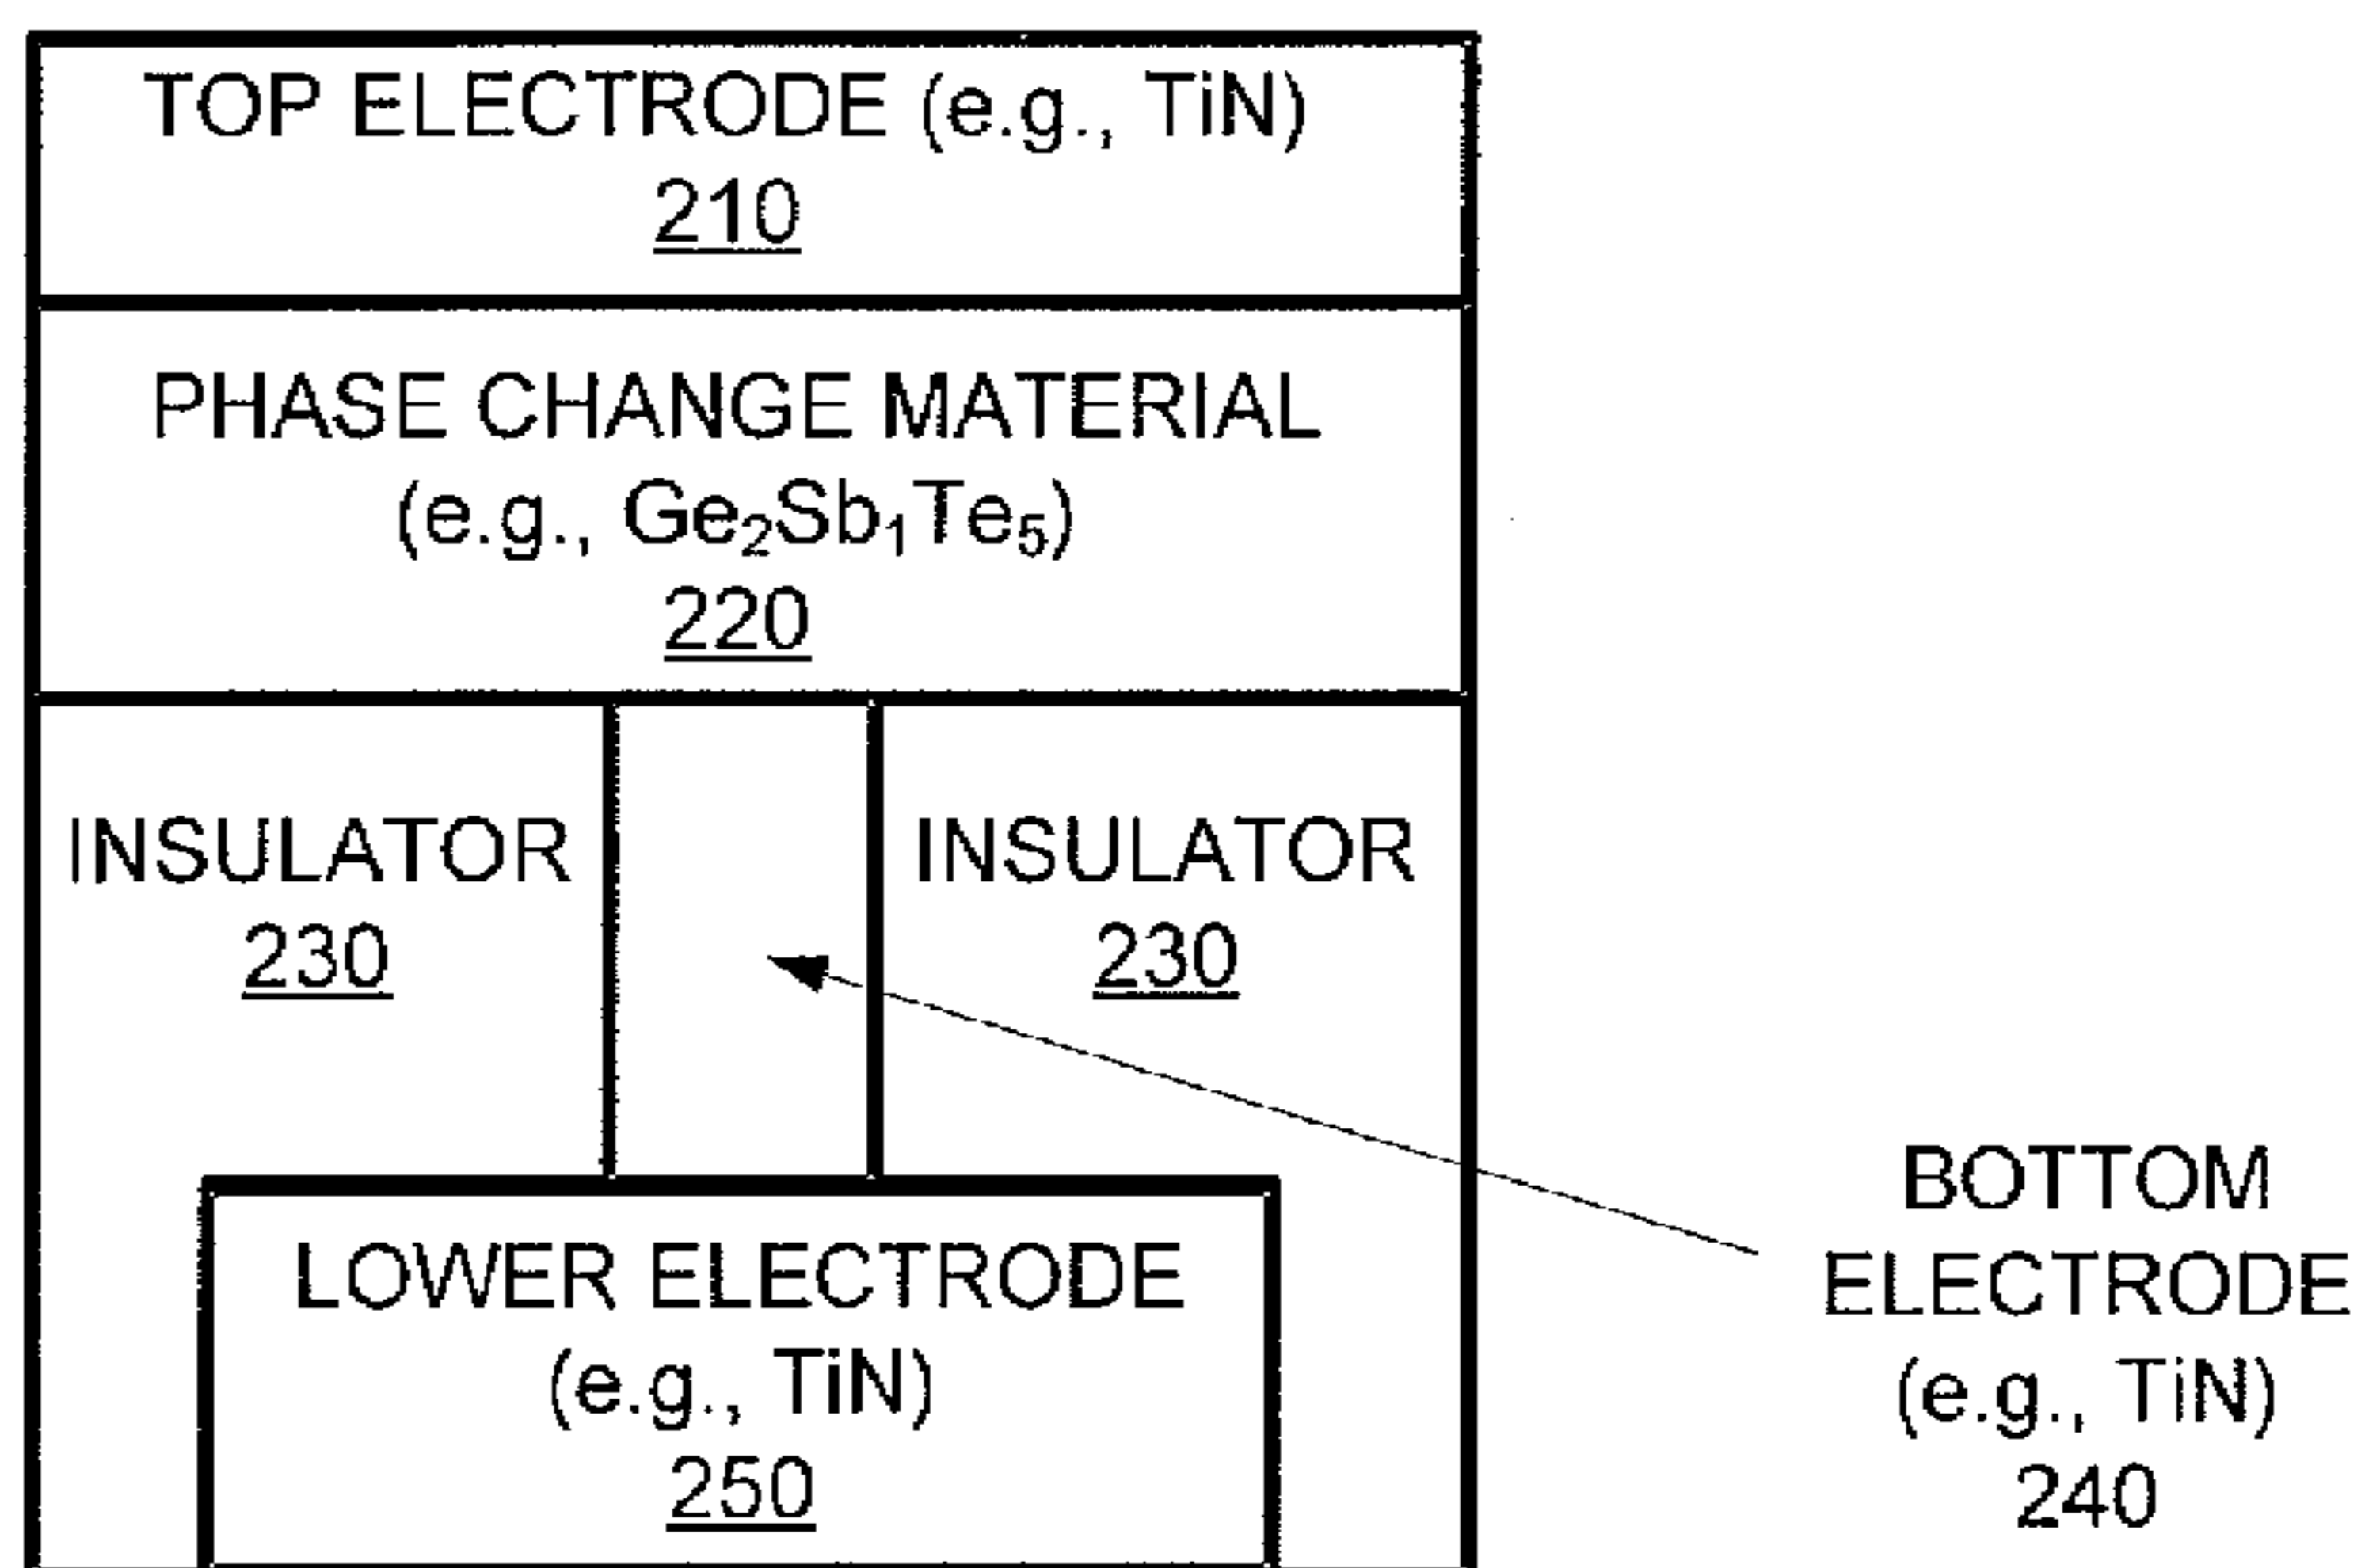 TOP ELECTRODE (e.g., TiN)
210
PHASE CHANGE MATERIAL
(e.g., Ge₂Sb₁Te₅)
220
INSULATOR
230
INSULATOR
230
LOWER ELECTRODE
(e.g., TiN)
250
BOTTOM
ELECTRODE
(e.g., TiN)
240